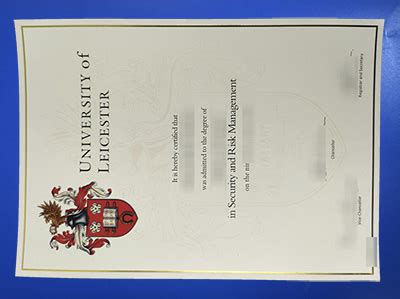 UNIVERSITY of
LEICESTER
It is hereby certified that
was admitted to the degree of
in Security and Risk Management
on the
Vice-Chancellor
Chancellor
Registrar and Secretary